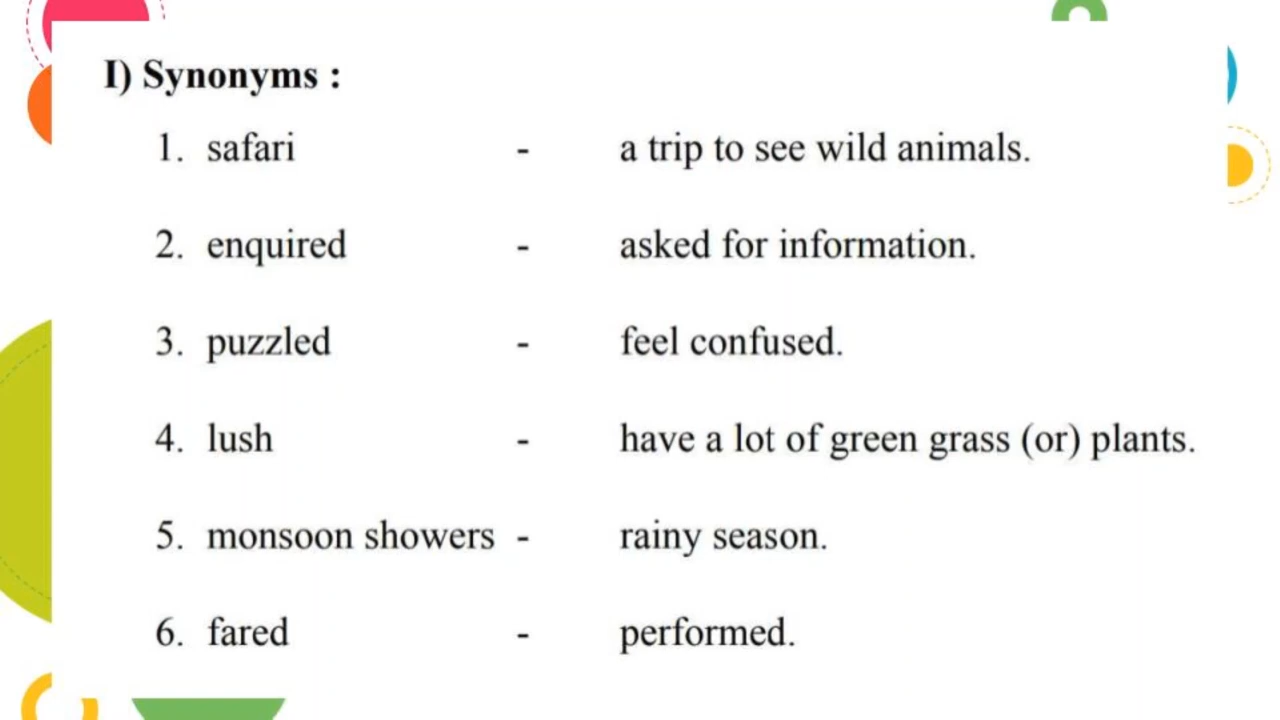 I) Synonyms :
1. safari - a trip to see wild animals.
2. enquired - asked for information.
3. puzzled - feel confused.
4. lush - have a lot of green grass (or) plants.
5. monsoon showers - rainy season.
6. fared - performed.